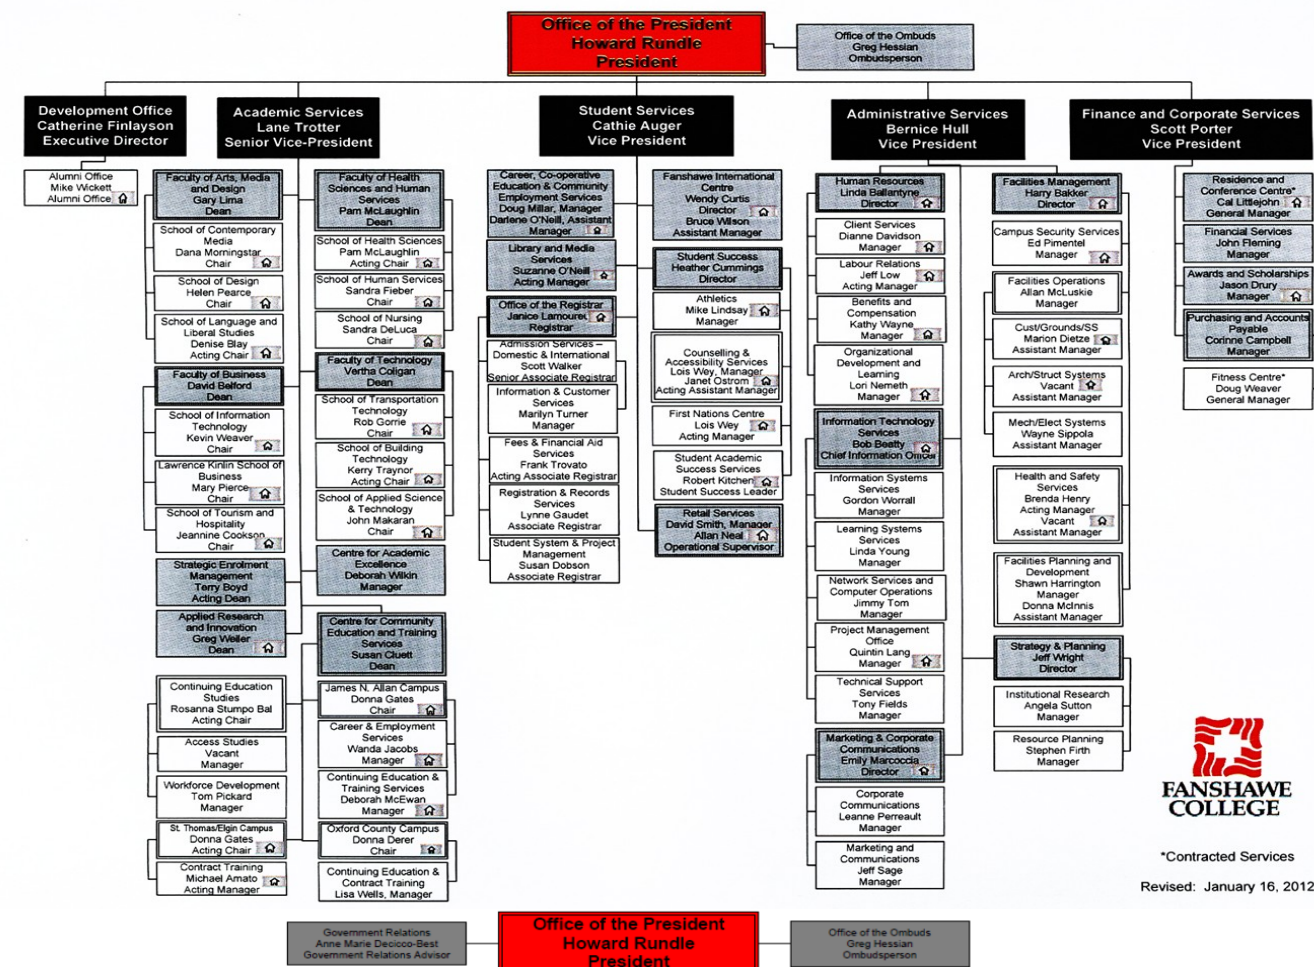 Office of the President
Howard Rundle
President
Office of the Ombuds
Greg Hessian
Ombudsperson
Development Office
Catherine Finlayson
Executive Director
Academic Services
Lane Trotter
Senior Vice-President
Student Services
Cathie Auger
Vice President
Administrative Services
Bernice Hull
Vice President
Finance and Corporate Services
Scott Porter
Vice President
Alumni Office
Mike Wickett
Alumni Office
Faculty of Arts, Media
and Design
Gary Lima
Dean
School of Contemporary
Media
Dana Morningstar
Chair
School of Design
Helen Pearce
Chair
School of Language and
Liberal Studies
Denise Blay
Acting Chair
Faculty of Business
David Belford
Dean
School of Information
Technology
Kevin Weaver
Chair
Lawrence Kinlin School of
Business
Mary Pierce
Chair
School of Tourism and
Hospitality
Jeannine Cookson
Chair
Strategic Enrolment
Management
Terry Boyd
Acting Dean
Applied Research
and Innovation
Greg Weiler
Dean
Continuing Education
Studies
Rosanna Stumpo Bal
Acting Chair
Access Studies
Vacant
Manager
Workforce Development
Tom Pickard
Manager
St. Thomas/Elgin Campus
Donna Gates
Acting Chair
Contract Training
Michael Amato
Acting Manager
Faculty of Health
Sciences and Human
Services
Pam McLaughlin
Dean
School of Health Sciences
Pam McLaughlin
Acting Chair
School of Human Services
Sandra Fieber
Chair
School of Nursing
Sandra DeLuca
Chair
Faculty of Technology
Vertha Coligan
Dean
School of Transportation
Technology
Rob Gorrie
Chair
School of Building
Technology
Kerry Traynor
Acting Chair
School of Applied Science
& Technology
John Makaran
Chair
Centre for Academic
Excellence
Deborah Wilkin
Manager
Centre for Community
Education and Training
Services
Susan Cluett
Dean
James N. Allan Campus
Donna Gates
Chair
Career & Employment
Services
Wanda Jacobs
Manager
Continuing Education &
Training Services
Deborah McEwan
Manager
Oxford County Campus
Donna Derer
Chair
Continuing Education &
Contract Training
Lisa Wells, Manager
Career, Co-operative
Education & Community
Employment Services
Doug Millar, Manager
Darlene O'Neill, Assistant
Manager
Library and Media
Services
Suzanne O'Neil
Acting Manager
Office of the Registrar
Janice Lamoureux
Registrar
Admission Services –
Domestic & International
Scott Walker
Senior Associate Registrar
Information & Customer
Services
Marilyn Turner
Manager
Fees & Financial Aid
Services
Frank Trovato
Acting Associate Registrar
Registration & Records
Services
Lynne Gaudet
Associate Registrar
Student System & Project
Management
Susan Dobson
Associate Registrar
Fanshawe International
Centre
Wendy Curtis
Director
Bruce Wilson
Assistant Manager
Student Success
Heather Cummings
Director
Athletics
Mike Lindsay
Manager
Counselling &
Accessibility Services
Lois Wey, Manager
Janet Ostrom
Acting Assistant Manager
First Nations Centre
Lois Wey
Acting Manager
Student Academic
Success Services
Robert Kitchen
Student Success Leader
Retail Services
David Smith, Manager
Allan Neal
Operational Supervisor
Human Resources
Linda Ballantyne
Director
Client Services
Dianne Davidson
Manager
Labour Relations
Jeff Low
Acting Manager
Benefits and
Compensation
Kathy Wayne
Manager
Organizational
Development and
Learning
Lori Nemeth
Manager
Information Technology
Services
Bob Beatty
Chief Information Officer
Information Systems
Services
Gordon Worrall
Manager
Learning Systems
Services
Linda Young
Manager
Network Services and
Computer Operations
Jimmy Tom
Manager
Project Management
Office
Quintin Lang
Manager
Technical Support
Services
Tony Fields
Manager
Marketing & Corporate
Communications
Emily Marcoccia
Director
Corporate
Communications
Leanne Perreault
Manager
Marketing and
Communications
Jeff Sage
Manager
Facilities Management
Harry Bakker
Director
Campus Security Services
Ed Pimentel
Manager
Facilities Operations
Allan McLuskie
Manager
Cust/Grounds/SS
Marion Dietze
Assistant Manager
Arch/Struct Systems
Vacant
Assistant Manager
Mech/Elect Systems
Wayne Sippola
Assistant Manager
Health and Safety
Services
Brenda Henry
Acting Manager
Vacant
Assistant Manager
Facilities Planning and
Development
Shawn Harrington
Manager
Donna McInnis
Assistant Manager
Strategy & Planning
Jeff Wright
Director
Institutional Research
Angela Sutton
Manager
Resource Planning
Stephen Firth
Manager
Residence and
Conference Centre*
Cal Littlejohn
General Manager
Financial Services
John Fleming
Manager
Awards and Scholarships
Jason Drury
Manager
Purchasing and Accounts
Payable
Corinne Campbell
Manager
Fitness Centre*
Doug Weaver
General Manager
FANSHAWE
COLLEGE
*Contracted Services
Revised: January 16, 2012
Government Relations
Anne Marie Decicco-Best
Government Relations Advisor
Office of the President
Howard Rundle
President
Office of the Ombuds
Greg Hessian
Ombudsperson